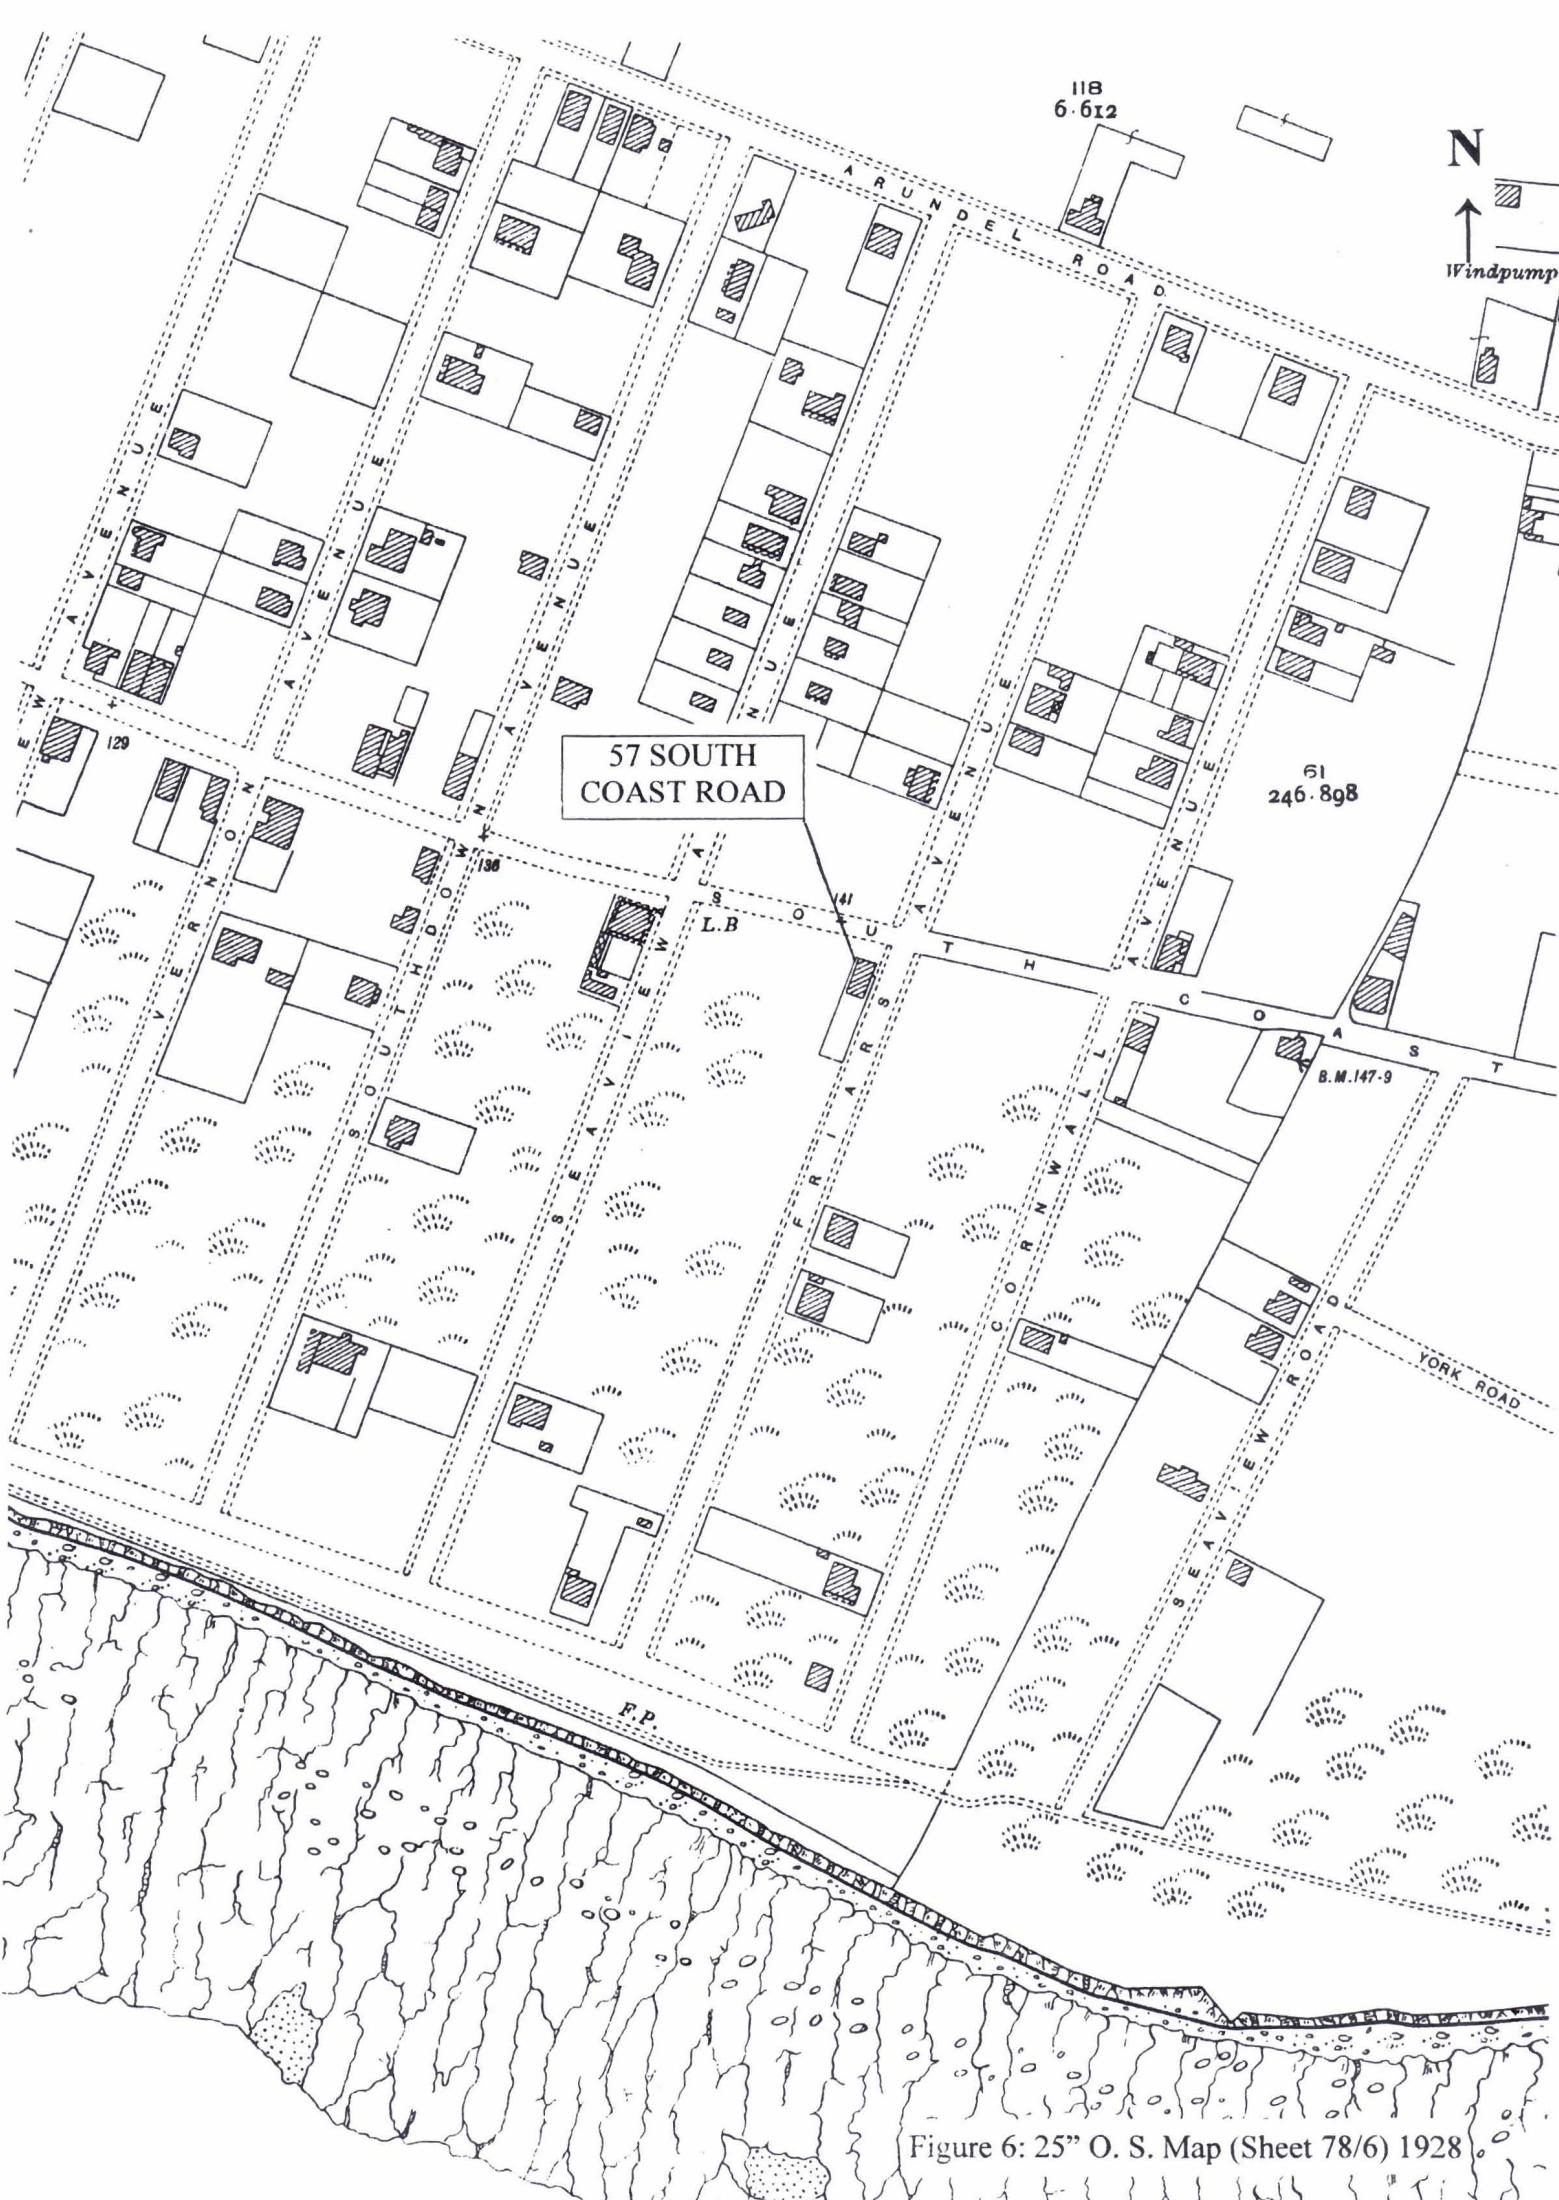 118
6·612
N
Windpump
ARUNDEL ROAD
AVENUE
AVENUE
AVENUE
AVENUE
AVENUE
AVENUE
129
136
141
57 SOUTH
COAST ROAD
61
246·898
L.B
SOUTH COAST
B.M.147·9
VERNON
SOUTHDOWN
SEAVIEW
FRIARS
CORNWALL
YORK ROAD
SEAVIEW ROAD
F.P.
Figure 6: 25” O. S. Map (Sheet 78/6) 1928